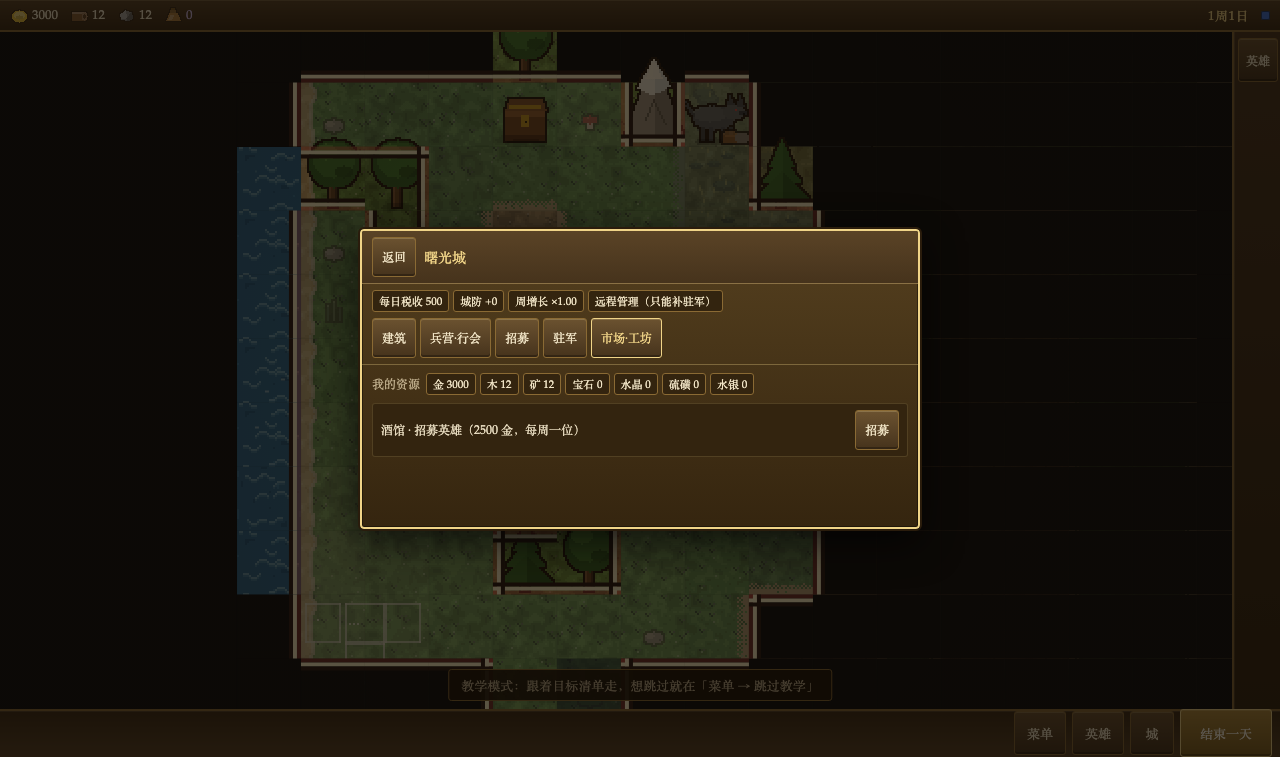 3000 12 12 0 1周1日
英雄
返回 曙光城
每日税收 500 城防 +0 周增长 ×1.00 远程管理（只能补驻军）
建筑 兵营·行会 招募 驻军 市场·工坊
我的资源 金 3000 木 12 矿 12 宝石 0 水晶 0 硫磺 0 水银 0
酒馆 · 招募英雄（2500 金，每周一位） 招募
教学模式：跟着目标清单走，想跳过就在「菜单 → 跳过教学」
菜单 英雄 城 结束一天